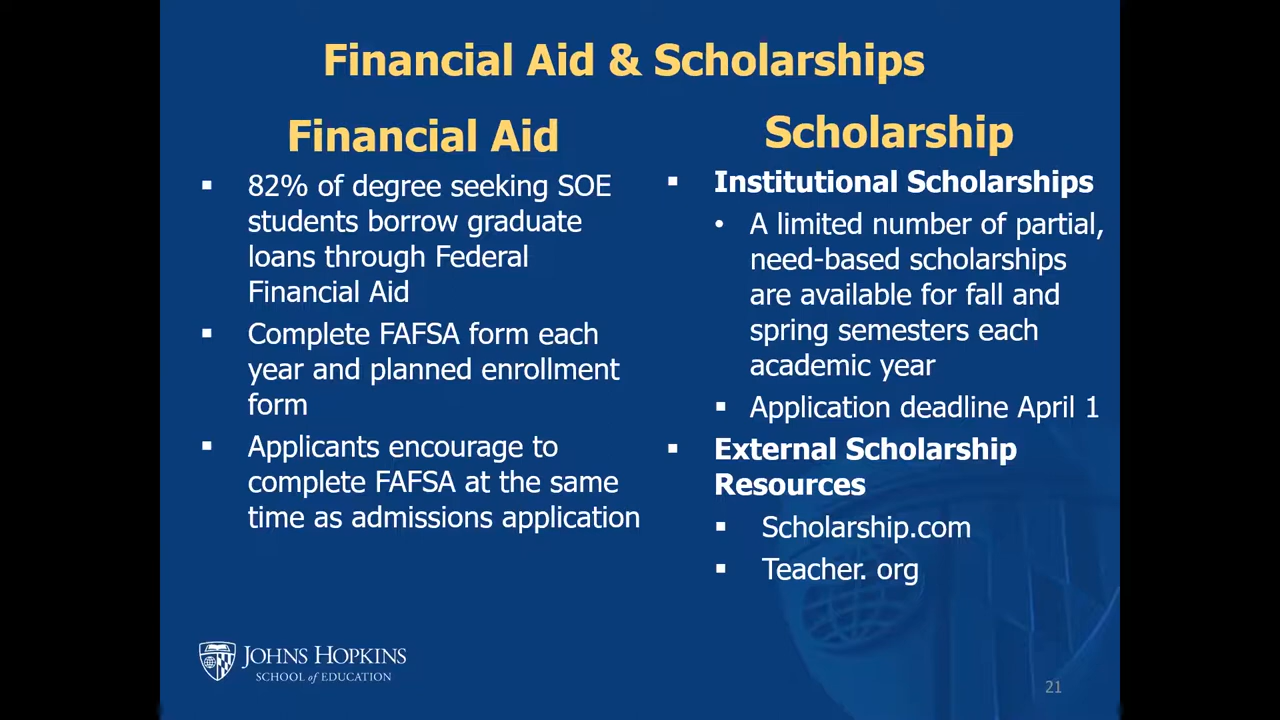 Financial Aid & Scholarships
Financial Aid
▪ 82% of degree seeking SOE
students borrow graduate
loans through Federal
Financial Aid
▪ Complete FAFSA form each
year and planned enrollment
form
▪ Applicants encourage to
complete FAFSA at the same
time as admissions application
Scholarship
▪ Institutional Scholarships
• A limited number of partial,
need-based scholarships
are available for fall and
spring semesters each
academic year
▪ Application deadline April 1
▪ External Scholarship
Resources
▪ Scholarship.com
▪ Teacher. org
JOHNS HOPKINS
SCHOOL of EDUCATION
21